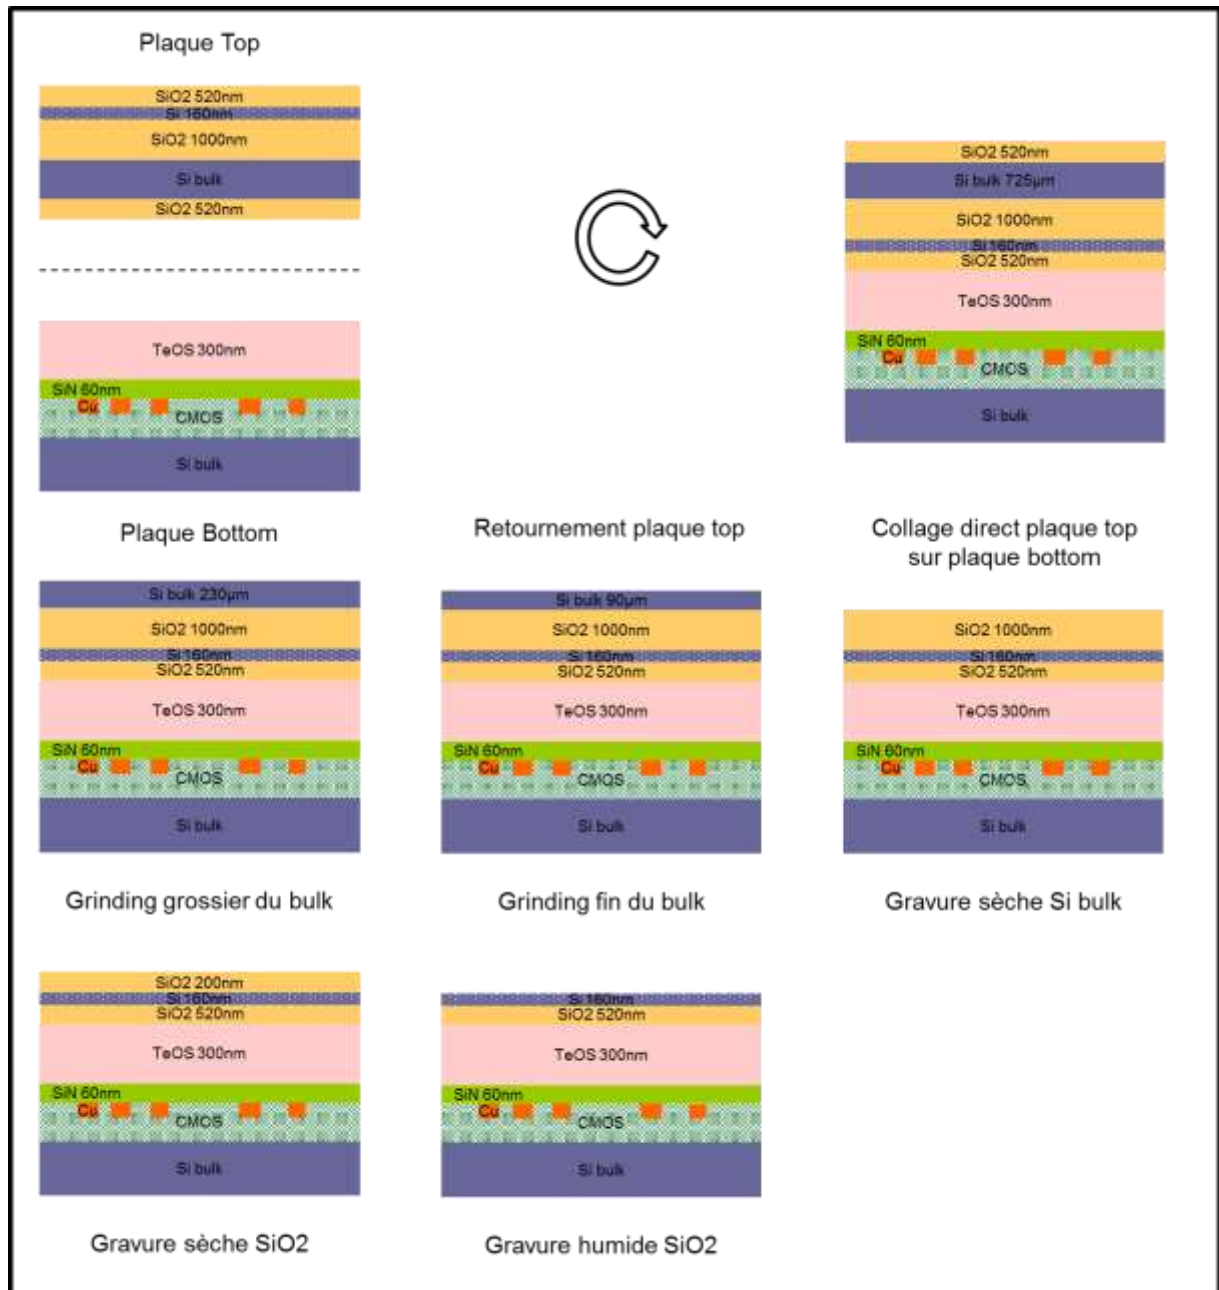 Plaque Top
SiO2 520nm
Si 160nm
SiO2 1000nm
Si bulk
SiO2 520nm
TeOS 300nm
SiN 60nm
Cu
CMOS
Si bulk
Plaque Bottom
Retournement plaque top
SiO2 520nm
Si bulk 725µm
SiO2 1000nm
Si 160nm
SiO2 520nm
TeOS 300nm
SiN 60nm
Cu
CMOS
Si bulk
Collage direct plaque top
sur plaque bottom
Si bulk 230µm
SiO2 1000nm
Si 160nm
SiO2 520nm
TeOS 300nm
SiN 60nm
Cu
CMOS
Si bulk
Grinding grossier du bulk
Si bulk 90µm
SiO2 1000nm
Si 160nm
SiO2 520nm
TeOS 300nm
SiN 60nm
Cu
CMOS
Si bulk
Grinding fin du bulk
SiO2 1000nm
Si 160nm
SiO2 520nm
TeOS 300nm
SiN 60nm
Cu
CMOS
Si bulk
Gravure sèche Si bulk
SiO2 200nm
Si 160nm
SiO2 520nm
TeOS 300nm
SiN 60nm
Cu
CMOS
Si bulk
Gravure sèche SiO2
Si 160nm
SiO2 520nm
TeOS 300nm
SiN 60nm
Cu
CMOS
Si bulk
Gravure humide SiO2